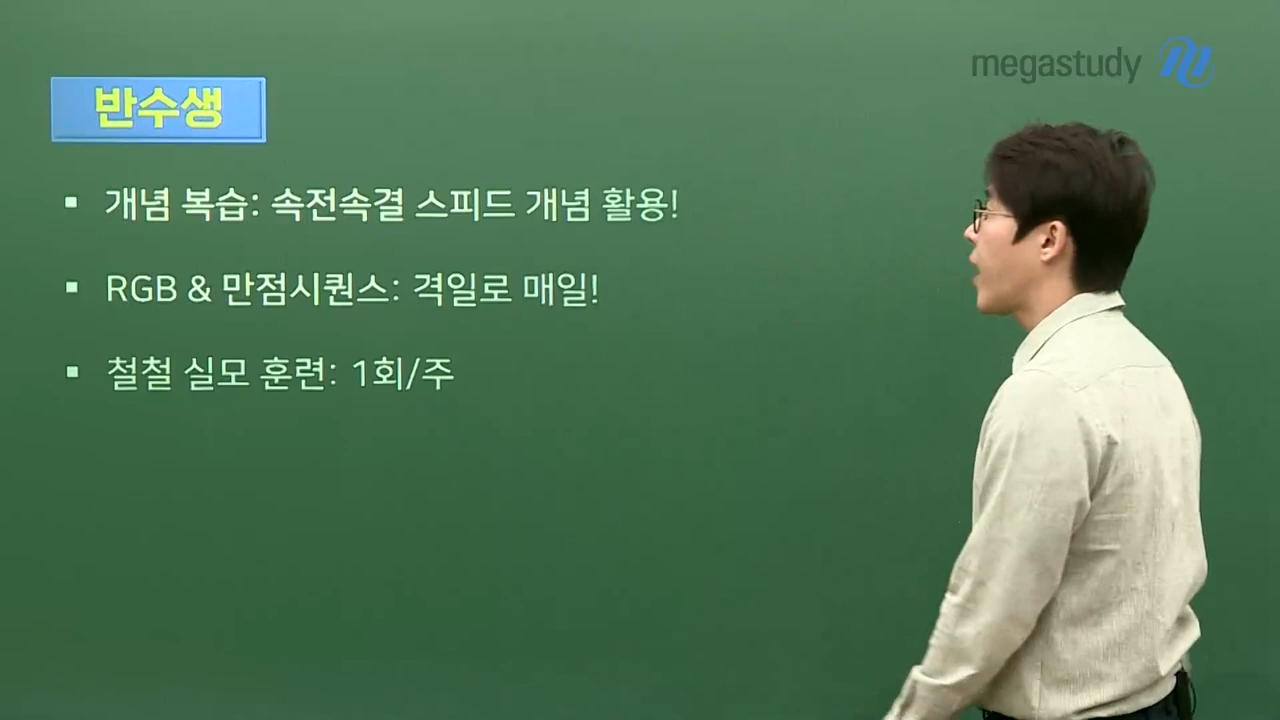 megastudy
반수생
▪ 개념 복습: 속전속결 스피드 개념 활용!
▪ RGB & 만점시퀀스: 격일로 매일!
▪ 철철 실모 훈련: 1회/주